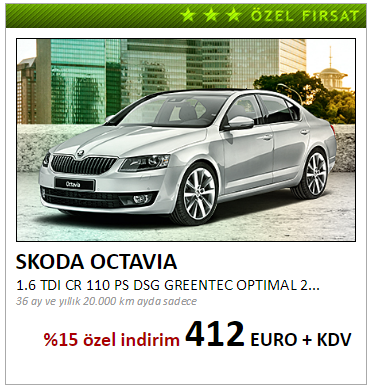 ★ ★ ★ ÖZEL FIRSAT
Octavia
SKODA OCTAVIA
1.6 TDI CR 110 PS DSG GREENTEC OPTIMAL 2...
36 ay ve yıllık 20.000 km ayda sadece
%15 özel indirim 412 EURO + KDV